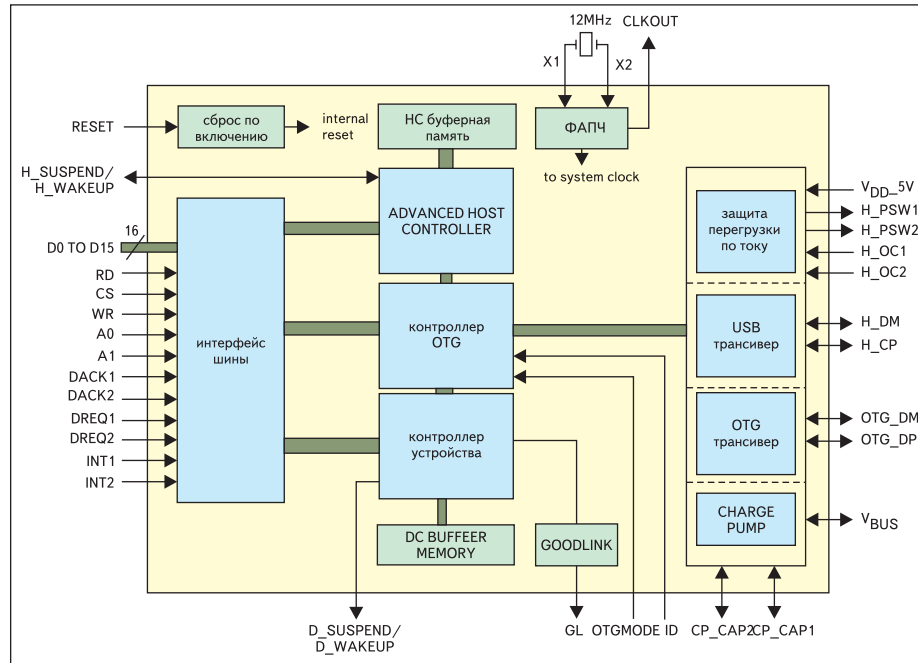 12MHz
CLKOUT
X1
X2
RESET
сброс по
включению
internal
reset
HC буферная
память
ФАПЧ
to system clock
H_SUSPEND/
H_WAKEUP
ADVANCED HOST
CONTROLLER
16
D0 TO D15
RD
CS
WR
A0
A1
DACK1
DACK2
DREQ1
DREQ2
INT1
INT2
интерфейс
шины
контроллер
OTG
контроллер
устройства
DC BUFFEER
MEMORY
GOODLINK
защита
перегрузки
по току
USB
трансивер
OTG
трансивер
CHARGE
PUMP
VDD_5V
H_PSW1
H_PSW2
H_OC1
H_OC2
H_DM
H_CP
OTG_DM
OTG_DP
VBUS
D_SUSPEND/
D_WAKEUP
GL
OTGMODE
ID
CP_CAP2
CP_CAP1